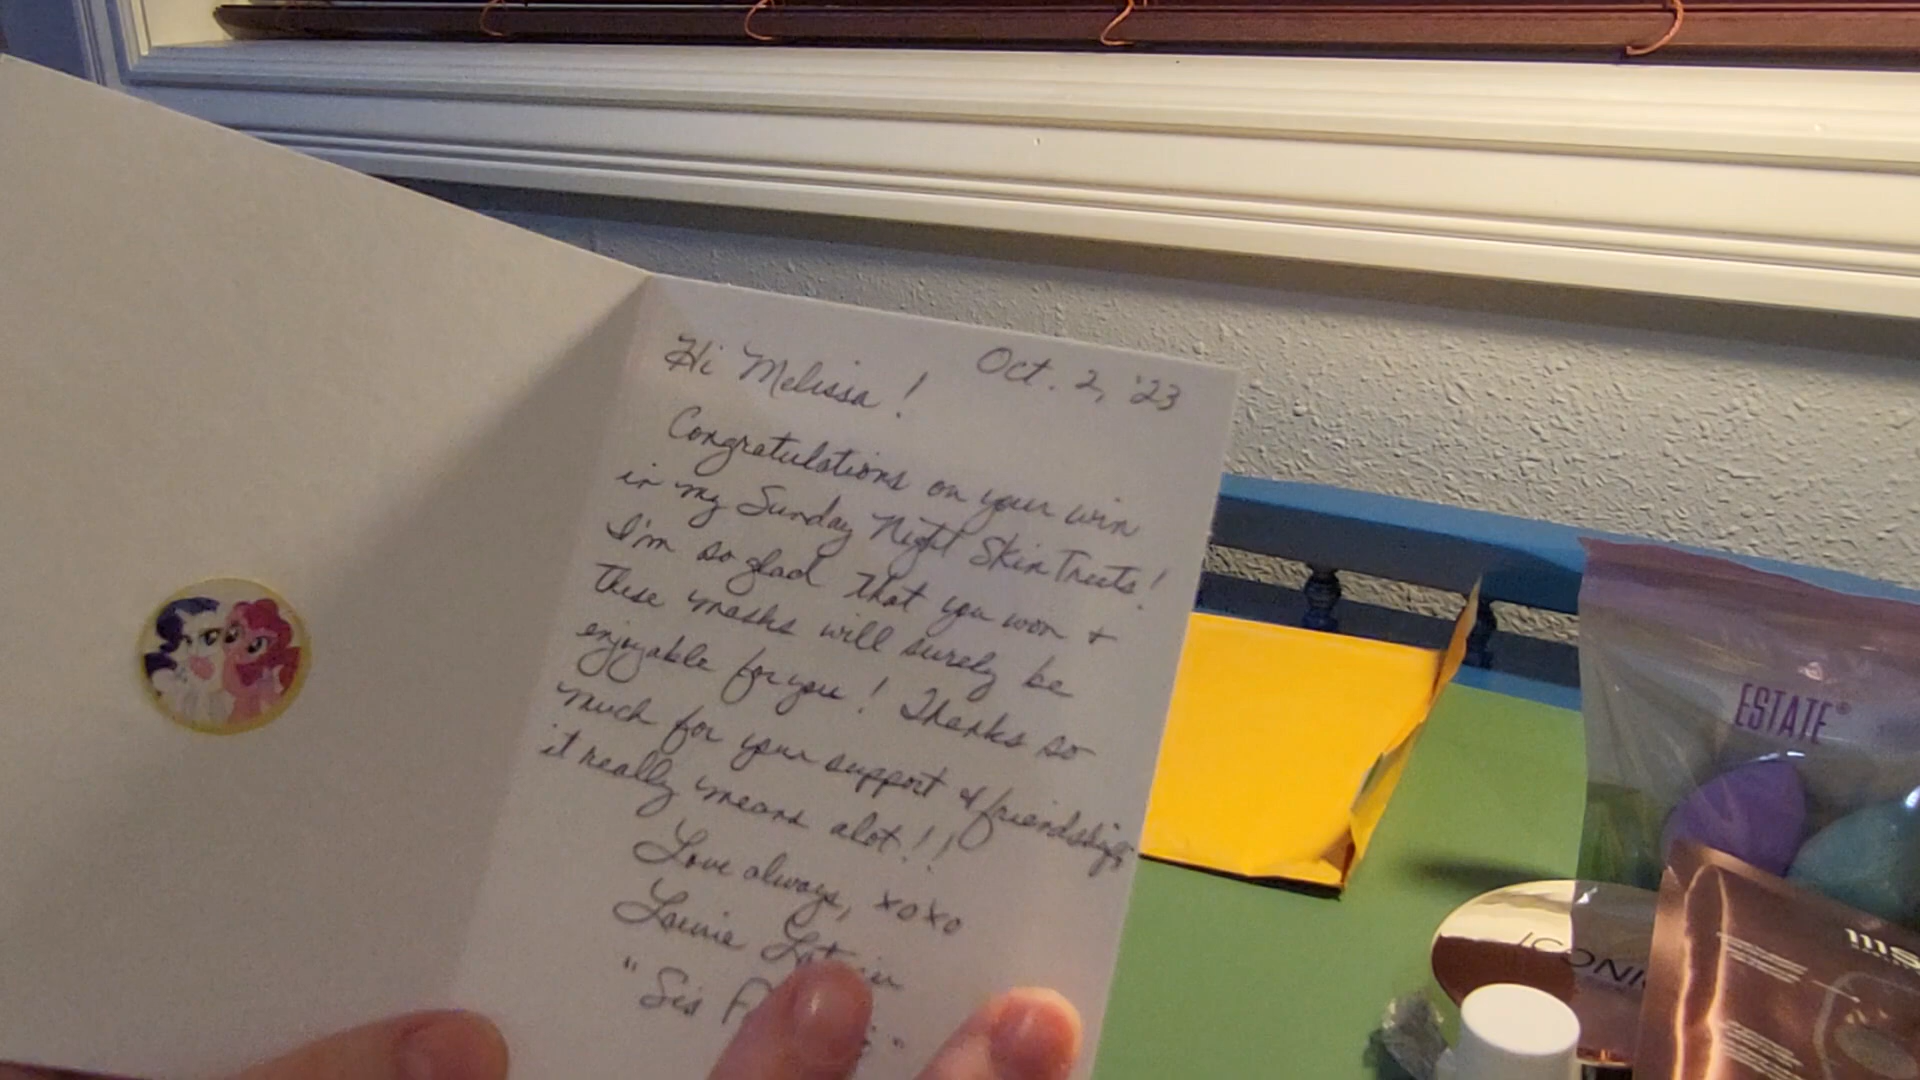 Hi Melissa!
Oct. 2, '23
Congratulations on your win
in my Sunday Night Skin Treats!
I'm so glad that you won +
these masks will surely be
enjoyable for you! Thanks so
much for your support & friendship,
it really means alot!!
Love always, xoxo
Laurie
"Sis
ESTATE®
ICONI